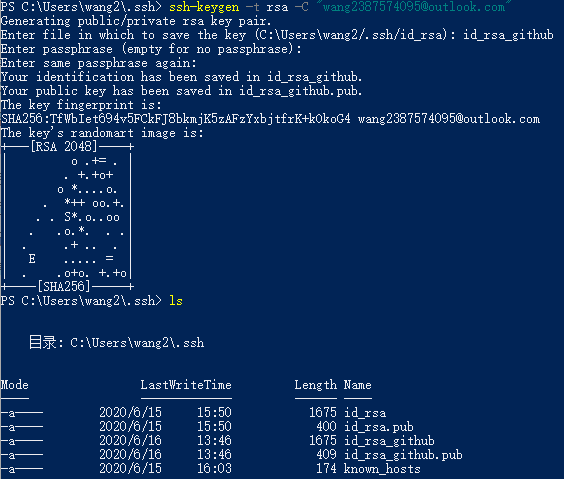 PS C:\Users\wang2\.ssh> ssh-keygen -t rsa -C "wang2387574095@outlook.com"
Generating public/private rsa key pair.
Enter file in which to save the key (C:\Users\wang2/.ssh/id_rsa): id_rsa_github
Enter passphrase (empty for no passphrase):
Enter same passphrase again:
Your identification has been saved in id_rsa_github.
Your public key has been saved in id_rsa_github.pub.
The key fingerprint is:
SHA256:TfWbIet694v5FCkFJ8bkmjK5zAFzYxbjtfrK+kOkoG4 wang2387574095@outlook.com
The key's randomart image is:
+---[RSA 2048]----+
|          o .+= . |
|         . +.+o+  |
|        o *....o. |
|      .  *++ oo.+.|
|     . . S*.o..oo |
|    .   .o.*.  . .|
|   .     .+ ..  . |
|    E    ..... =  |
|   .    .o+o. +.+o|
+----[SHA256]-----+
PS C:\Users\wang2\.ssh> ls
目录: C:\Users\wang2\.ssh
Mode                LastWriteTime         Length Name
----                -------------         ------ ----
-a----        2020/6/15     15:50           1675 id_rsa
-a----        2020/6/15     15:50            400 id_rsa.pub
-a----        2020/6/16     13:46           1675 id_rsa_github
-a----        2020/6/16     13:46            409 id_rsa_github.pub
-a----        2020/6/15     16:03            174 known_hosts